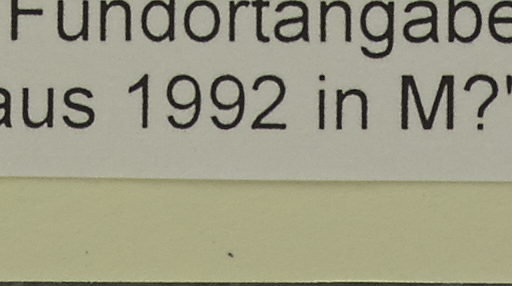 Fundortangabe
aus 1992 in M?"